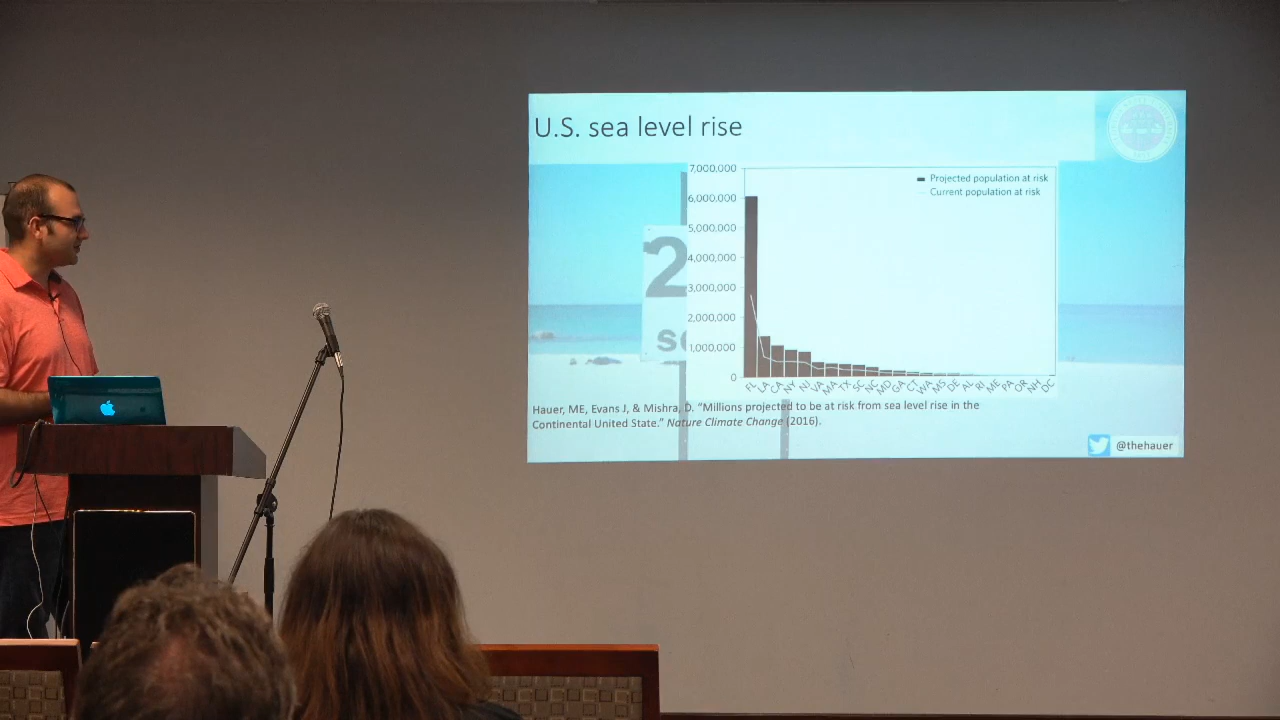 U.S. sea level rise
7,000,000
6,000,000
5,000,000
4,000,000
3,000,000
2,000,000
1,000,000
0
Projected population at risk
Current population at risk
2
FL LA CA NY NJ VA MA TX SC NC MD GA CT WA MS DE AL RI ME PA OR NH DC
Hauer, ME, Evans J, & Mishra, D. “Millions projected to be at risk from sea level rise in the
Continental United State.” Nature Climate Change (2016).
@thehauer